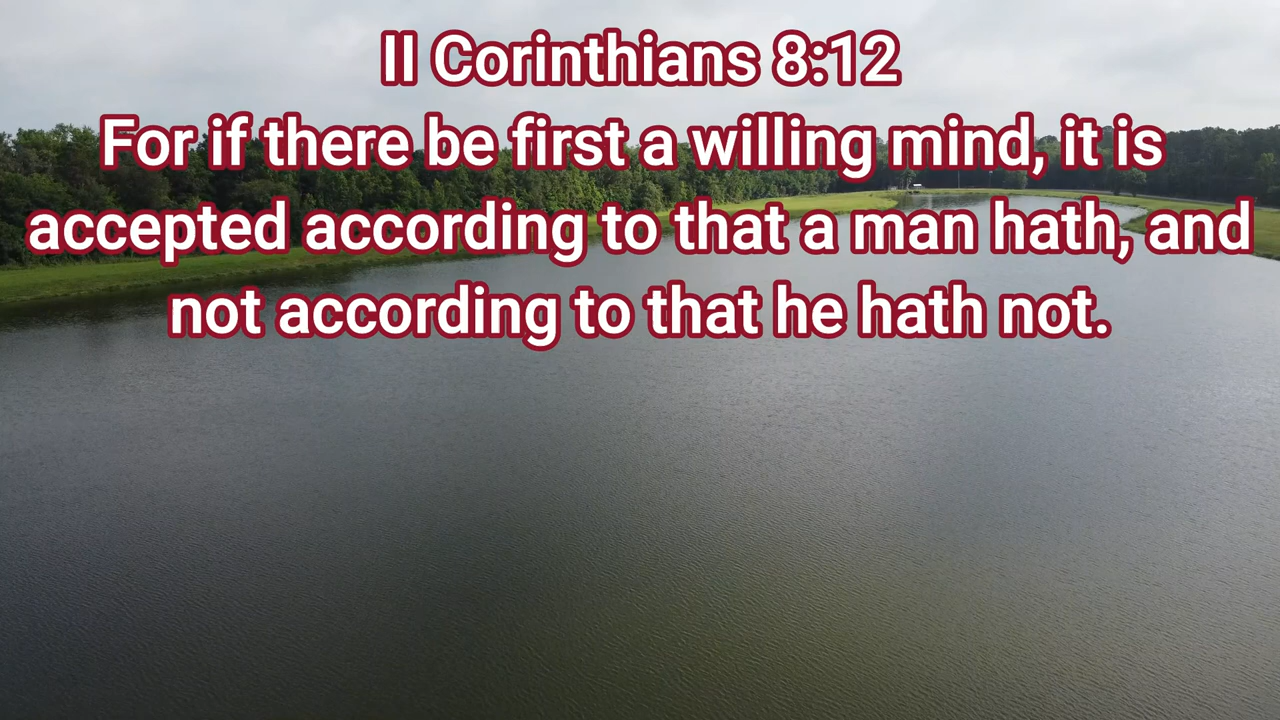 II Corinthians 8:12
For if there be first a willing mind, it is
accepted according to that a man hath, and
not according to that he hath not.